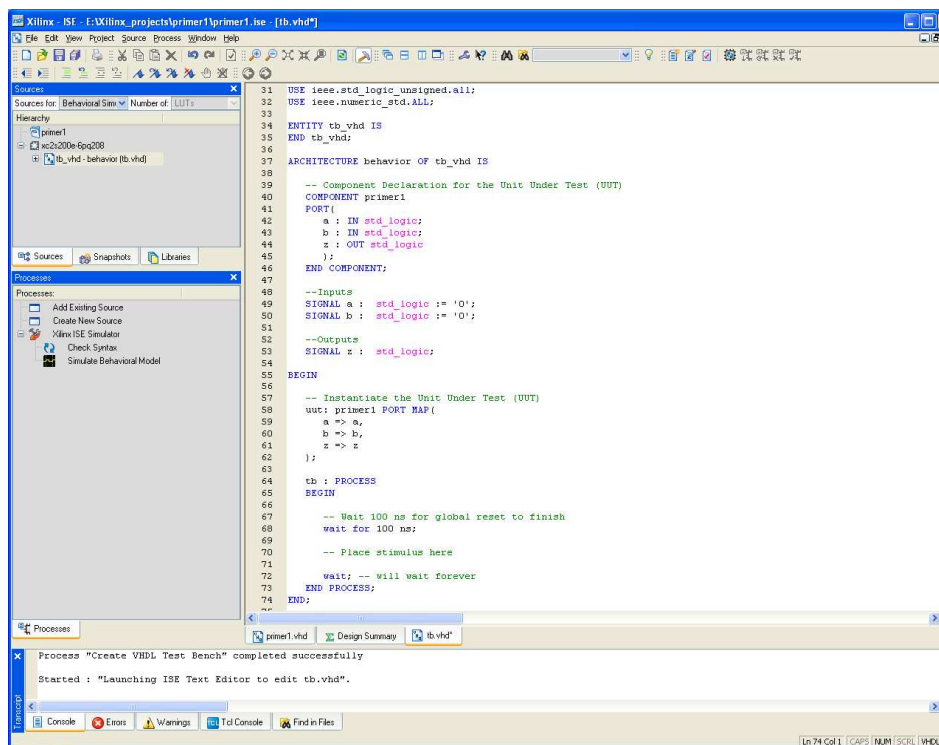 Xilinx - ISE - E:\Xilinx_projects\primer1\primer1.ise - [tb.vhd*]
File Edit View Project Source Process Window Help
Sources
Sources for: Behavioral Simu Number of: LUTs
Hierarchy
primer1
xc2s200e-6pq208
tb_vhd - behavior (tb.vhd)
Sources Snapshots Libraries
Processes
Processes:
Add Existing Source
Create New Source
Xilinx ISE Simulator
Check Syntax
Simulate Behavioral Model
Processes
31 USE ieee.std_logic_unsigned.all;
32 USE ieee.numeric_std.ALL;
33
34 ENTITY tb_vhd IS
35 END tb_vhd;
36
37 ARCHITECTURE behavior OF tb_vhd IS
38
39 -- Component Declaration for the Unit Under Test (UUT)
40 COMPONENT primer1
41 PORT(
42 a : IN std_logic;
43 b : IN std_logic;
44 z : OUT std_logic
45 );
46 END COMPONENT;
47
48 --Inputs
49 SIGNAL a : std_logic := '0';
50 SIGNAL b : std_logic := '0';
51
52 --Outputs
53 SIGNAL z : std_logic;
54
55 BEGIN
56
57 -- Instantiate the Unit Under Test (UUT)
58 uut: primer1 PORT MAP(
59 a => a,
60 b => b,
61 z => z
62 );
63
64 tb : PROCESS
65 BEGIN
66
67 -- Wait 100 ns for global reset to finish
68 wait for 100 ns;
69
70 -- Place stimulus here
71
72 wait; -- will wait forever
73 END PROCESS;
74 END;
primer1.vhd Design Summary tb.vhd*
Process "Create VHDL Test Bench" completed successfully
Started : "Launching ISE Text Editor to edit tb.vhd".
Transcript
Console Errors Warnings Tcl Console Find in Files
Ln 74 Col 1 CAPS NUM SCRL VHDL